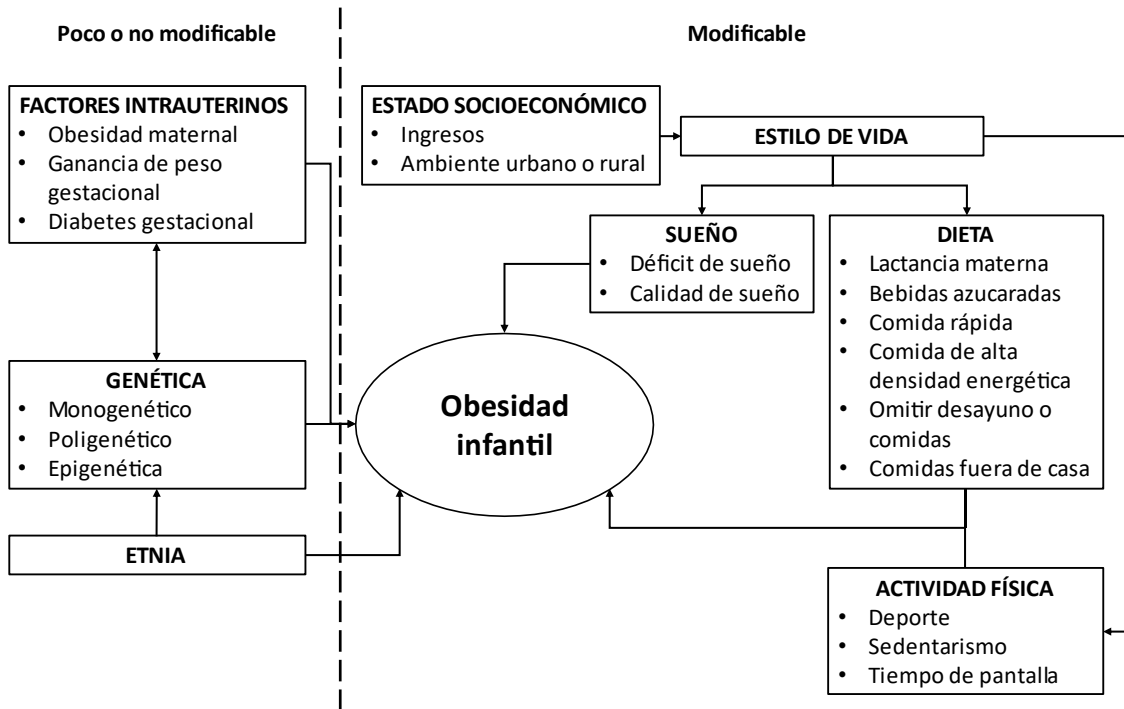 Poco o no modificable
Modificable
FACTORES INTRAUTERINOS
• Obesidad maternal
• Ganancia de peso
gestacional
• Diabetes gestacional
GENÉTICA
• Monogenético
• Poligenético
• Epigenética
ETNIA
ESTADO SOCIOECONÓMICO
• Ingresos
• Ambiente urbano o rural
ESTILO DE VIDA
SUEÑO
• Déficit de sueño
• Calidad de sueño
DIETA
• Lactancia materna
• Bebidas azucaradas
• Comida rápida
• Comida de alta
densidad energética
• Omitir desayuno o
comidas
• Comidas fuera de casa
Obesidad
infantil
ACTIVIDAD FÍSICA
• Deporte
• Sedentarismo
• Tiempo de pantalla